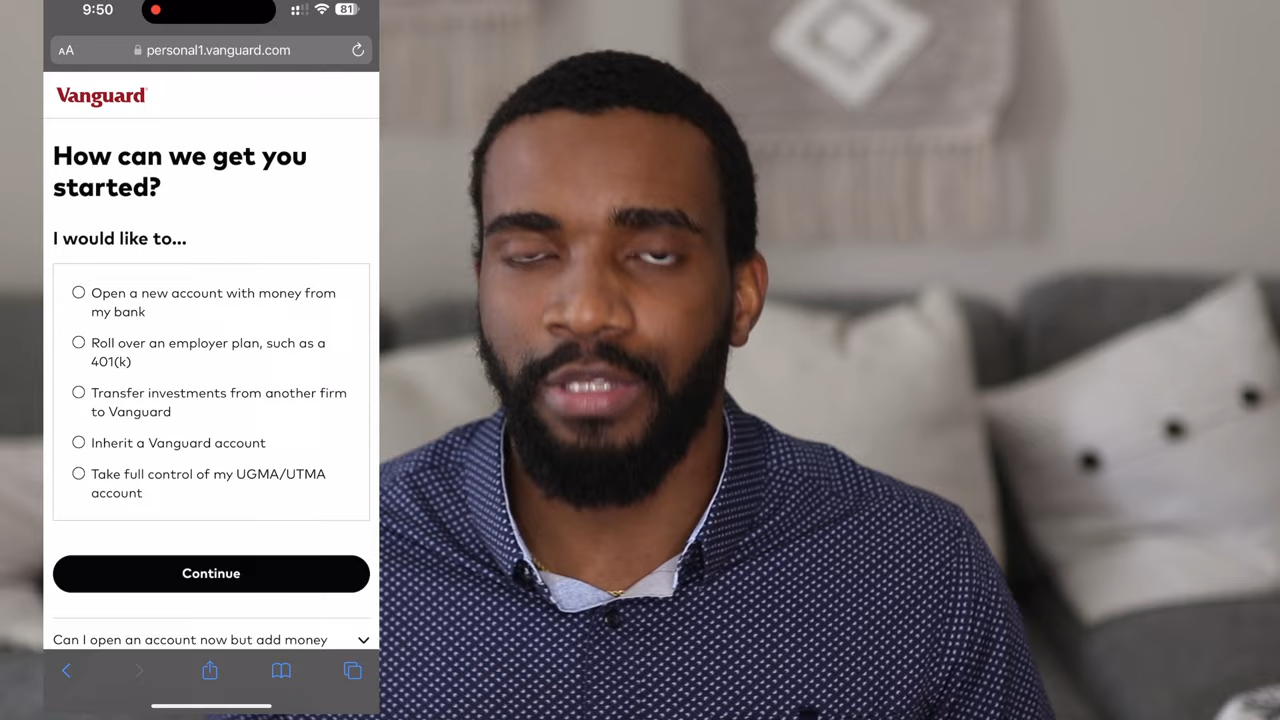 9:50
81
AA
personal1.vanguard.com
Vanguard
How can we get you
started?
I would like to...
Open a new account with money from
my bank
Roll over an employer plan, such as a
401(k)
Transfer investments from another firm
to Vanguard
Inherit a Vanguard account
Take full control of my UGMA/UTMA
account
Continue
Can I open an account now but add money